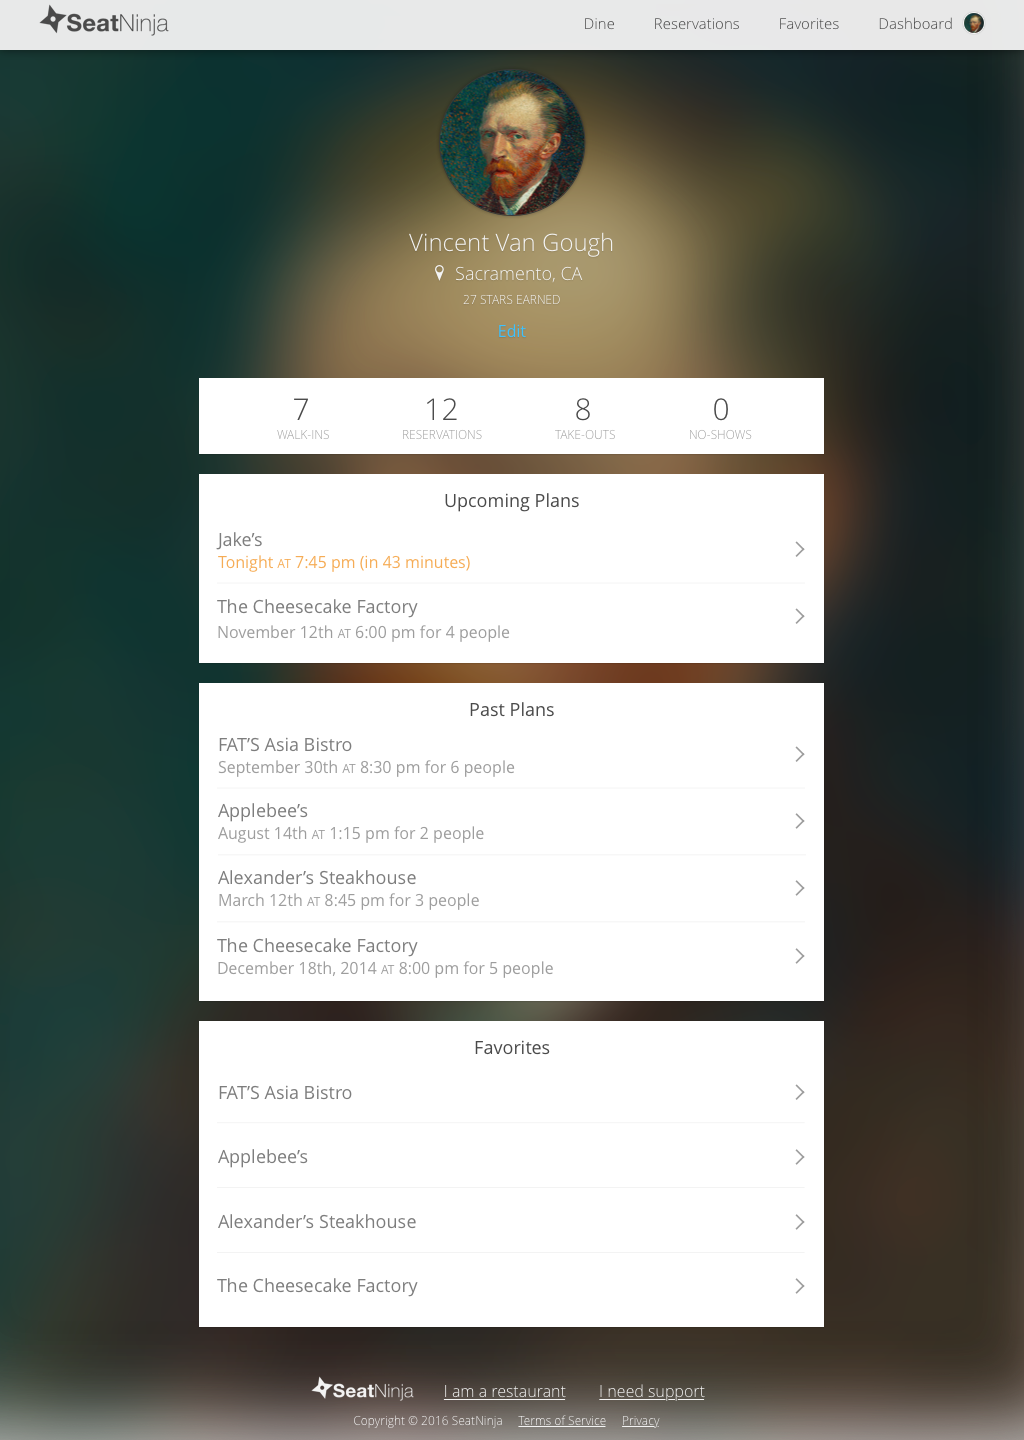 SeatNinja Dine Reservations Favorites Dashboard
Vincent Van Gough
Sacramento, CA
27 STARS EARNED
Edit
7 12 8 0
WALK-INS RESERVATIONS TAKE-OUTS NO-SHOWS
Upcoming Plans
Jake’s
Tonight AT 7:45 pm (in 43 minutes)
The Cheesecake Factory
November 12th AT 6:00 pm for 4 people
Past Plans
FAT’S Asia Bistro
September 30th AT 8:30 pm for 6 people
Applebee’s
August 14th AT 1:15 pm for 2 people
Alexander’s Steakhouse
March 12th AT 8:45 pm for 3 people
The Cheesecake Factory
December 18th, 2014 AT 8:00 pm for 5 people
Favorites
FAT’S Asia Bistro
Applebee’s
Alexander’s Steakhouse
The Cheesecake Factory
SeatNinja I am a restaurant I need support
Copyright © 2016 SeatNinja Terms of Service Privacy